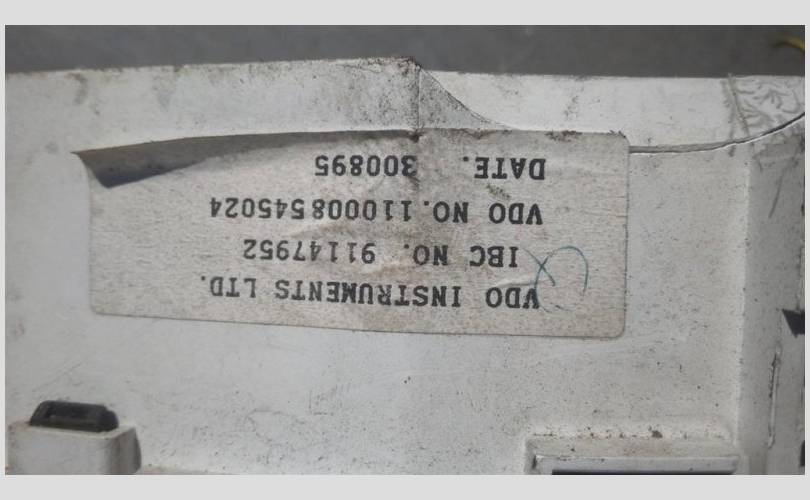 VDO INSTRUMENTS LTD.
IBC NO. 91147952
VDO NO. 110008545024
DATE. 300895